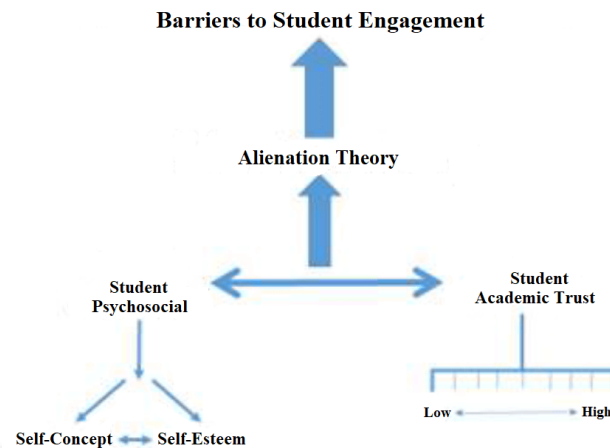 Barriers to Student Engagement
Alienation Theory
Student
Psychosocial
Student
Academic Trust
Low
High
Self-Concept
Self-Esteem